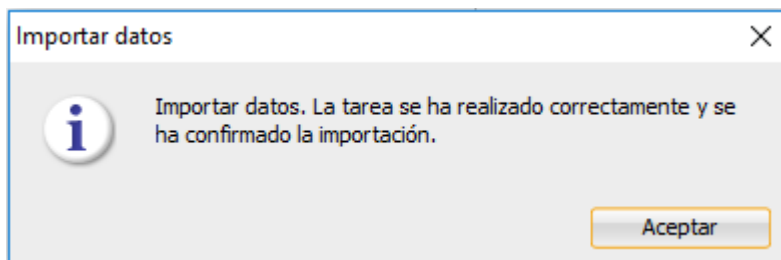 Importar datos
Importar datos. La tarea se ha realizado correctamente y se
ha confirmado la importación.
Aceptar